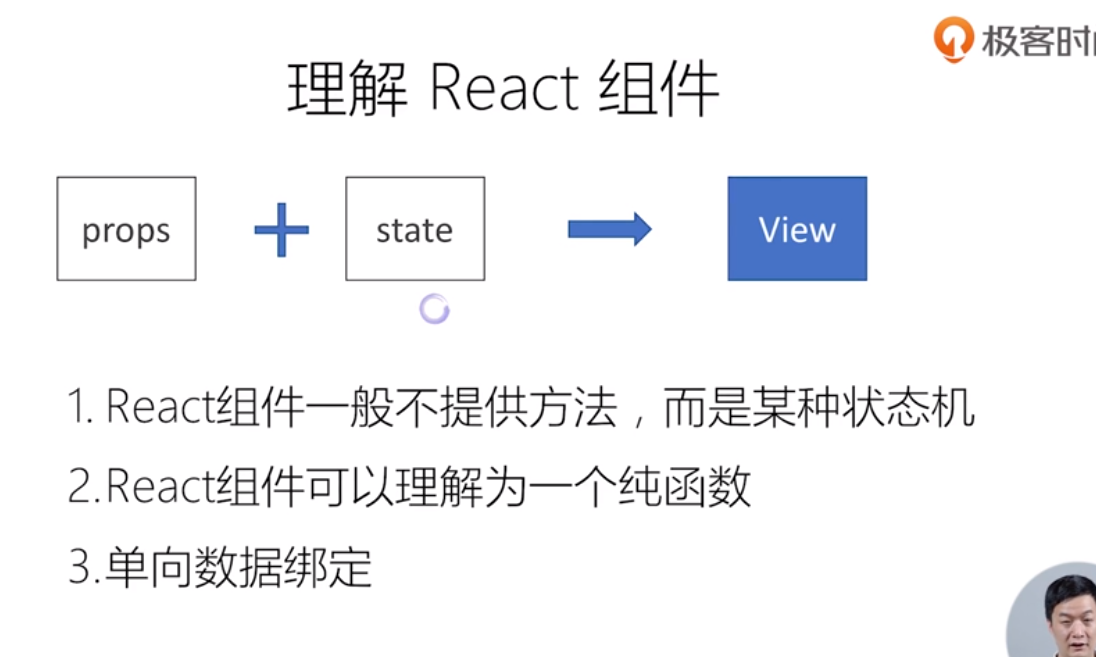 极客时
理解 React 组件
props
state
View
1. React组件一般不提供方法，而是某种状态机
2.React组件可以理解为一个纯函数
3.单向数据绑定